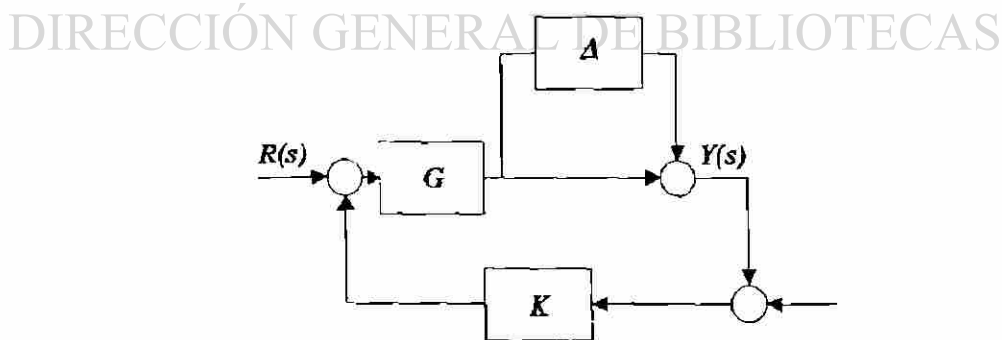 DIRECCIÓN GENERAL DE BIBLIOTECAS
Δ
R(s)
G
Y(s)
K